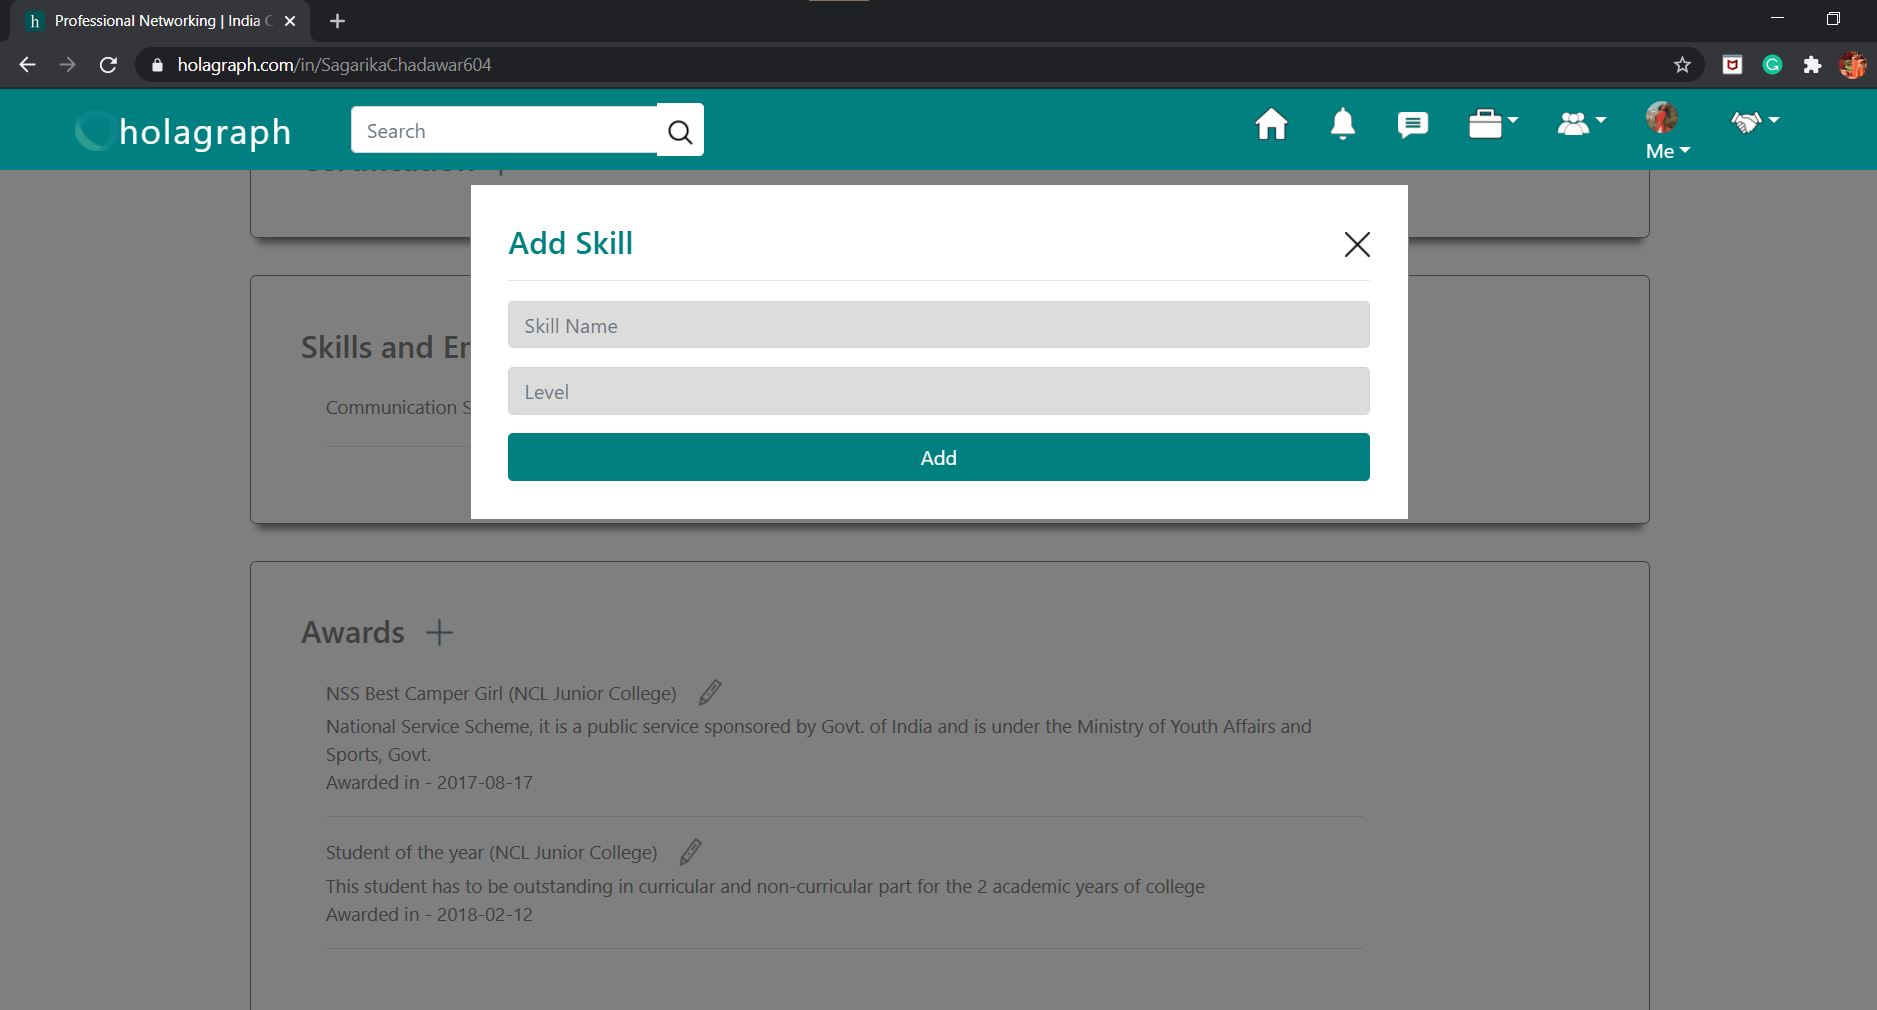 h Professional Networking | India
holagraph.com/in/SagarikaChadawar604
holagraph
Search
Me
Add Skill
Skill Name
Level
Add
Skills and
Communication
Awards
NSS Best Camper Girl (NCL Junior College)
National Service Scheme, it is a public service sponsored by Govt. of India and is under the Ministry of Youth Affairs and
Sports, Govt.
Awarded in - 2017-08-17
Student of the year (NCL Junior College)
This student has to be outstanding in curricular and non-curricular part for the 2 academic years of college
Awarded in - 2018-02-12